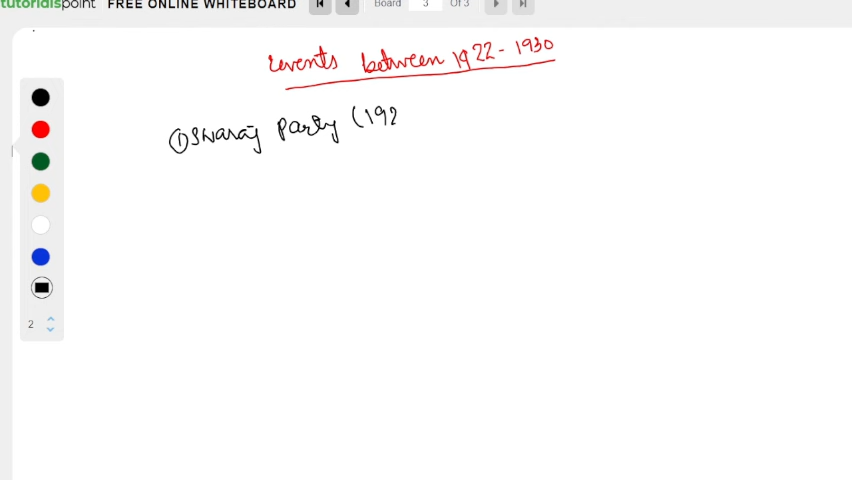 tutorialspoint FREE ONLINE WHITEBOARD Board 3 Of 3
events between 1922 - 1930
① Swaraj Party (192
2